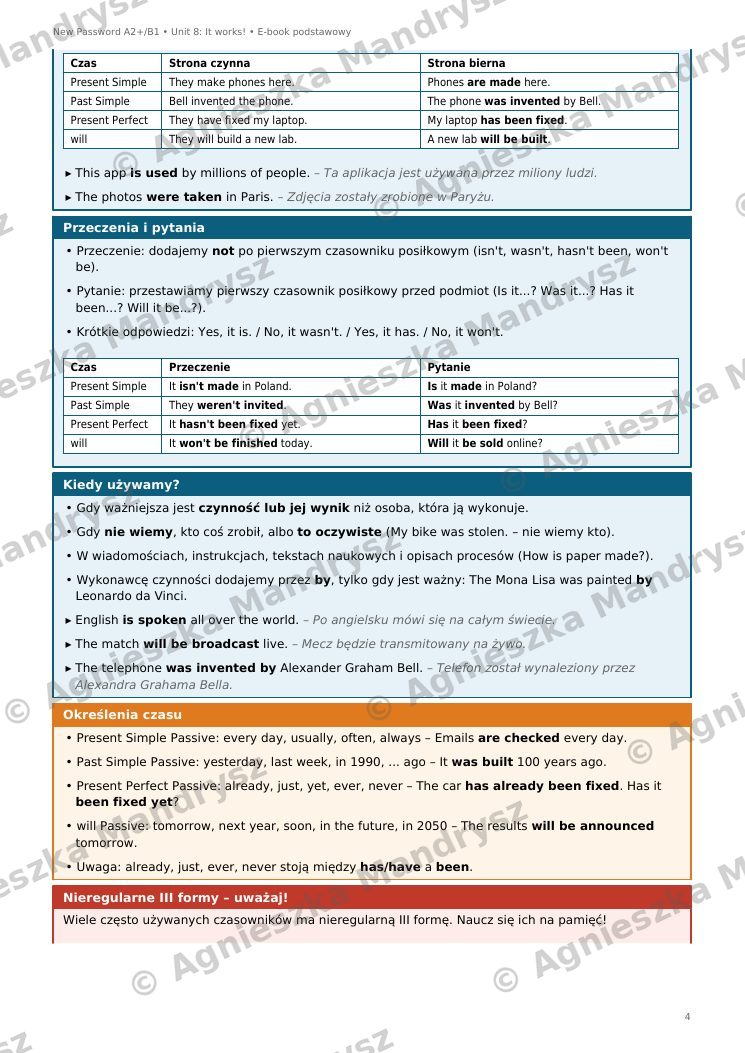 New Password A2+/B1 • Unit 8: It works! • E-book podstawowy
Czas Strona czynna Strona bierna
Present Simple They make phones here. Phones are made here.
Past Simple Bell invented the phone. The phone was invented by Bell.
Present Perfect They have fixed my laptop. My laptop has been fixed.
will They will build a new lab. A new lab will be built.
▸ This app is used by millions of people. – Ta aplikacja jest używana przez miliony ludzi.
▸ The photos were taken in Paris. – Zdjęcia zostały zrobione w Paryżu.
Przeczenia i pytania
• Przeczenie: dodajemy not po pierwszym czasowniku posiłkowym (isn't, wasn't, hasn't been, won't
be).
• Pytanie: przestawiamy pierwszy czasownik posiłkowy przed podmiot (Is it...? Was it...? Has it
been...? Will it be...?).
• Krótkie odpowiedzi: Yes, it is. / No, it wasn't. / Yes, it has. / No, it won't.
Czas Przeczenie Pytanie
Present Simple It isn't made in Poland. Is it made in Poland?
Past Simple They weren't invited. Was it invented by Bell?
Present Perfect It hasn't been fixed yet. Has it been fixed?
will It won't be finished today. Will it be sold online?
Kiedy używamy?
• Gdy ważniejsza jest czynność lub jej wynik niż osoba, która ją wykonuje.
• Gdy nie wiemy, kto coś zrobił, albo to oczywiste (My bike was stolen. – nie wiemy kto).
• W wiadomościach, instrukcjach, tekstach naukowych i opisach procesów (How is paper made?).
• Wykonawcę czynności dodajemy przez by, tylko gdy jest ważny: The Mona Lisa was painted by
Leonardo da Vinci.
▸ English is spoken all over the world. – Po angielsku mówi się na całym świecie.
▸ The match will be broadcast live. – Mecz będzie transmitowany na żywo.
▸ The telephone was invented by Alexander Graham Bell. – Telefon został wynaleziony przez
Alexandra Grahama Bella.
Określenia czasu
• Present Simple Passive: every day, usually, often, always – Emails are checked every day.
• Past Simple Passive: yesterday, last week, in 1990, ... ago – It was built 100 years ago.
• Present Perfect Passive: already, just, yet, ever, never – The car has already been fixed. Has it
been fixed yet?
• will Passive: tomorrow, next year, soon, in the future, in 2050 – The results will be announced
tomorrow.
• Uwaga: already, just, ever, never stoją między has/have a been.
Nieregularne III formy – uważaj!
Wiele często używanych czasowników ma nieregularną III formę. Naucz się ich na pamięć!
4
© Agnieszka Mandrysz